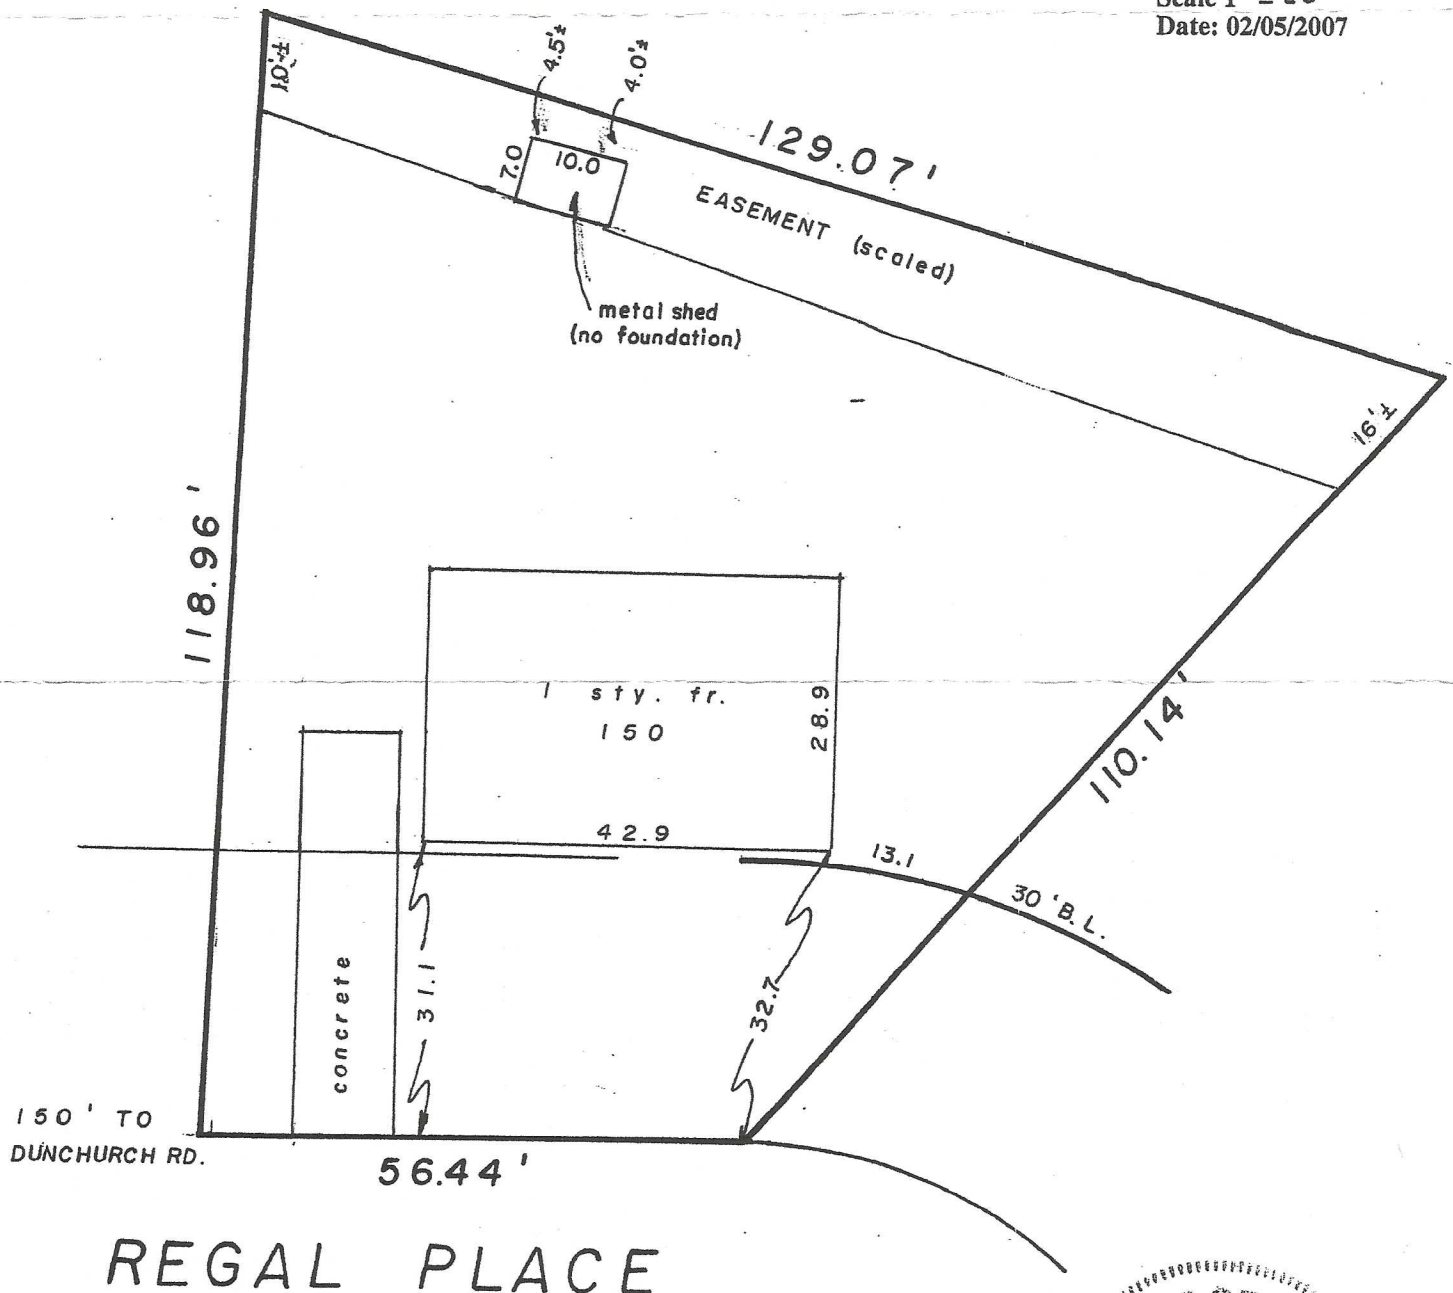 Date: 02/05/2007
10'±
4.5'±
4.0'±
129.07'
7.0
10.0
EASEMENT (scaled)
metal shed
(no foundation)
16'±
118.96'
1 sty. fr.
150
28.9
110.14'
42.9
13.1
30' B.L.
concrete
31.1
32.7
150' TO
DUNCHURCH RD.
56.44'
REGAL PLACE